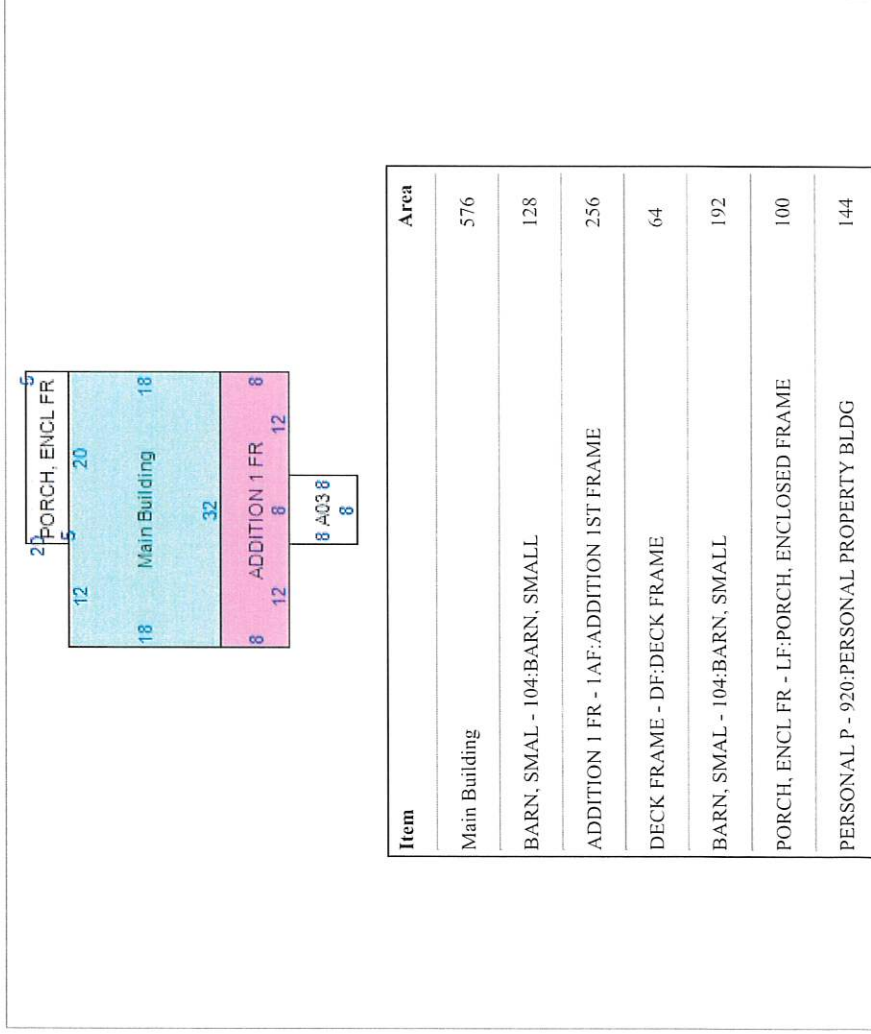 20 5
PORCH, ENCL FR
5
12 20
18 Main Building 18
32
8 ADDITION 1 FR 8
12 8 12
8 A03 8
8
Item Area
Main Building 576
BARN, SMAL - 104:BARN, SMALL 128
ADDITION 1 FR - 1AF:ADDITION 1ST FRAME 256
DECK FRAME - DF:DECK FRAME 64
BARN, SMAL - 104:BARN, SMALL 192
PORCH, ENCL FR - LF:PORCH, ENCLOSED FRAME 100
PERSONAL P - 920:PERSONAL PROPERTY BLDG 144